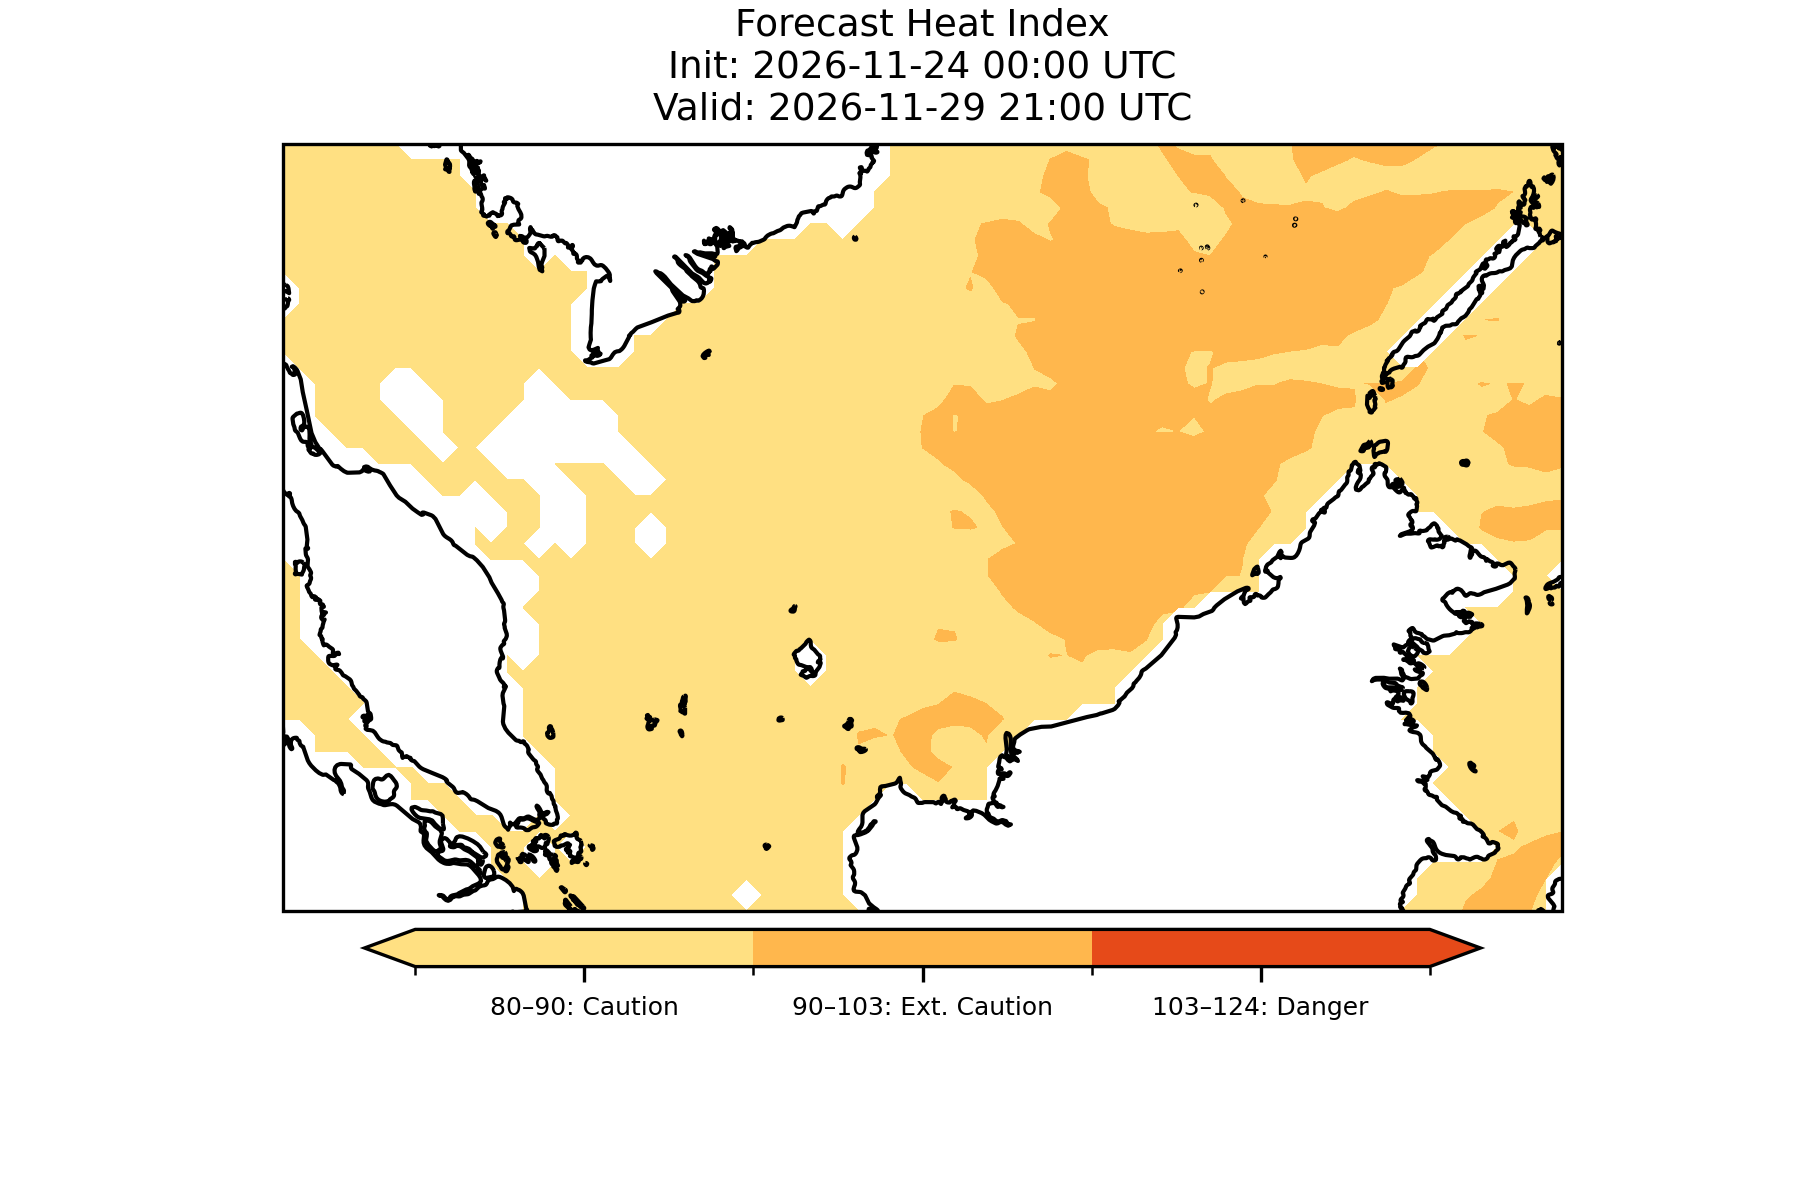 Forecast Heat Index
Init: 2026-11-24 00:00 UTC
Valid: 2026-11-29 21:00 UTC
80–90: Caution
90–103: Ext. Caution
103–124: Danger